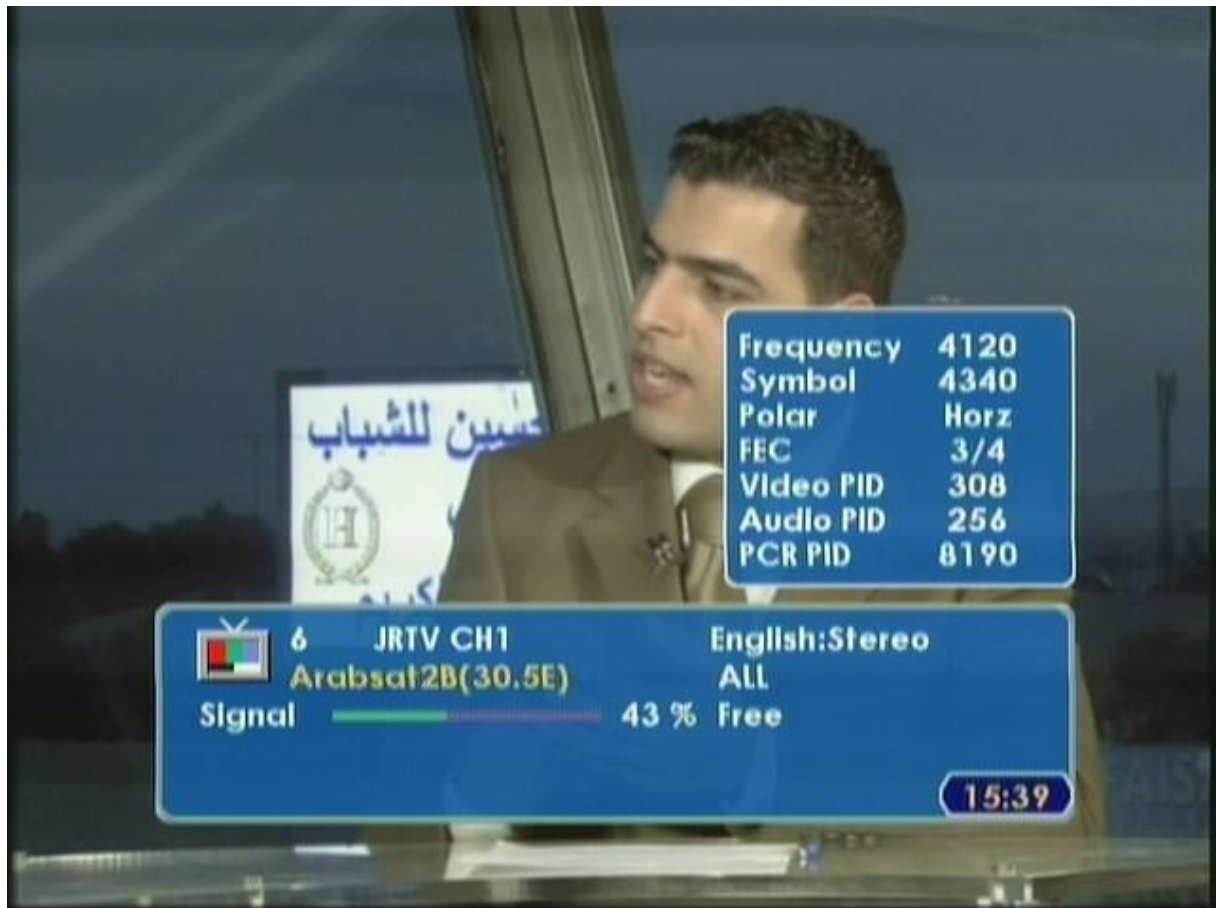 حسين للشباب
H
Frequency 4120
Symbol 4340
Polar Horz
FEC 3/4
Video PID 308
Audio PID 256
PCR PID 8190
6 JRTV CH1 English:Stereo
Arabsat2B(30.5E) ALL
Signal 43 % Free
15:39